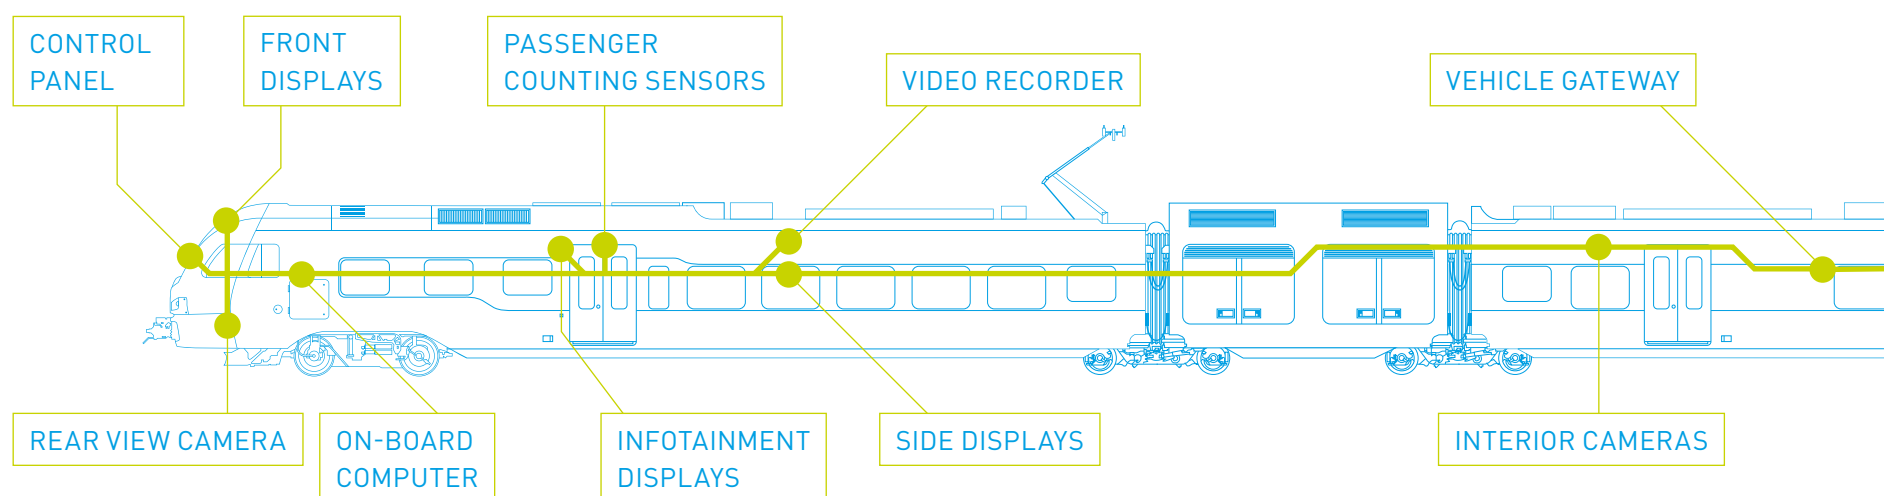 CONTROL
PANEL
FRONT
DISPLAYS
PASSENGER
COUNTING SENSORS
VIDEO RECORDER
VEHICLE GATEWAY
REAR VIEW CAMERA
ON-BOARD
COMPUTER
INFOTAINMENT
DISPLAYS
SIDE DISPLAYS
INTERIOR CAMERAS